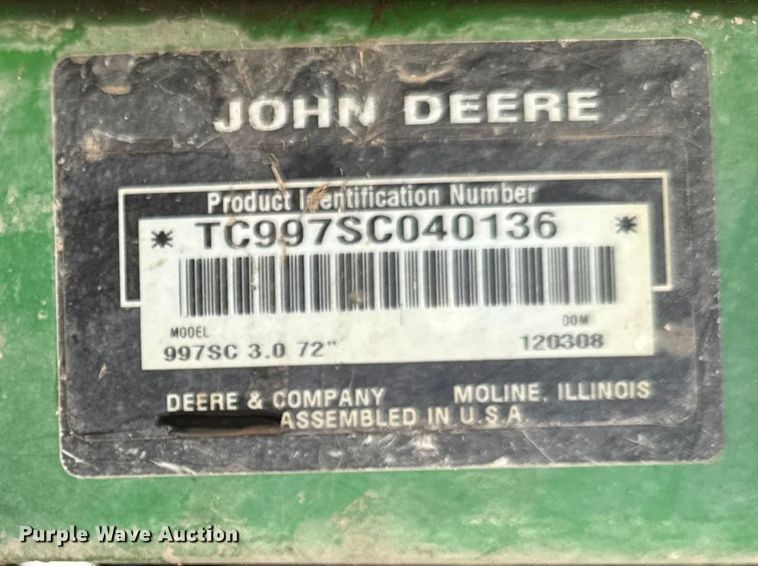 JOHN DEERE
Product Identification Number
* TC997SC040136 *
MODEL DOM
997SC 3.0 72" 120308
DEERE & COMPANY MOLINE, ILLINOIS
ASSEMBLED IN U.S.A
Purple Wave Auction